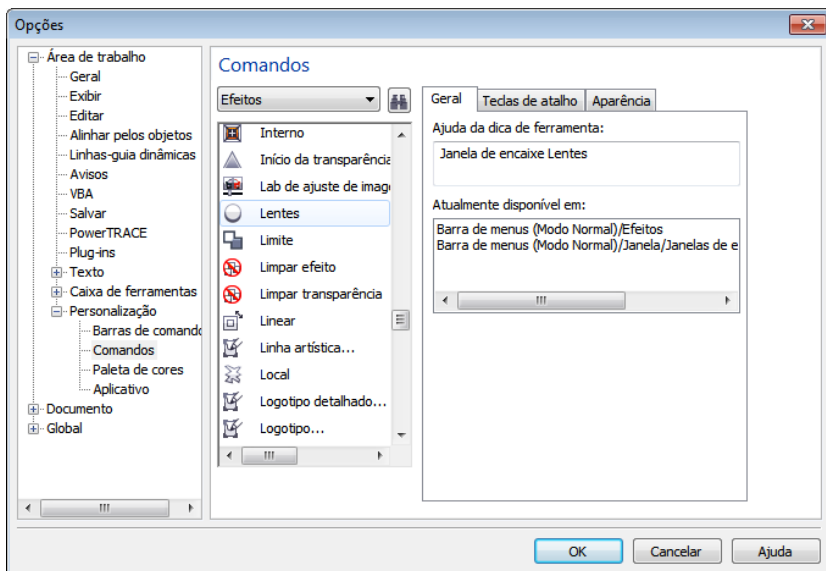 Opções
Área de trabalho
Geral
Exibir
Editar
Alinhar pelos objetos
Linhas-guia dinâmicas
Avisos
VBA
Salvar
PowerTRACE
Plug-ins
Texto
Caixa de ferramentas
Personalização
Barras de comando
Comandos
Paleta de cores
Aplicativo
Documento
Global
Comandos
Efeitos
Interno
Início da transparência
Lab de ajuste de imag
Lentes
Limite
Limpar efeito
Limpar transparência
Linear
Linha artística...
Local
Logotipo detalhado...
Logotipo...
Geral Teclas de atalho Aparência
Ajuda da dica de ferramenta:
Janela de encaixe Lentes
Atualmente disponível em:
Barra de menus (Modo Normal)/Efeitos
Barra de menus (Modo Normal)/Janela/Janelas de e
OK Cancelar Ajuda